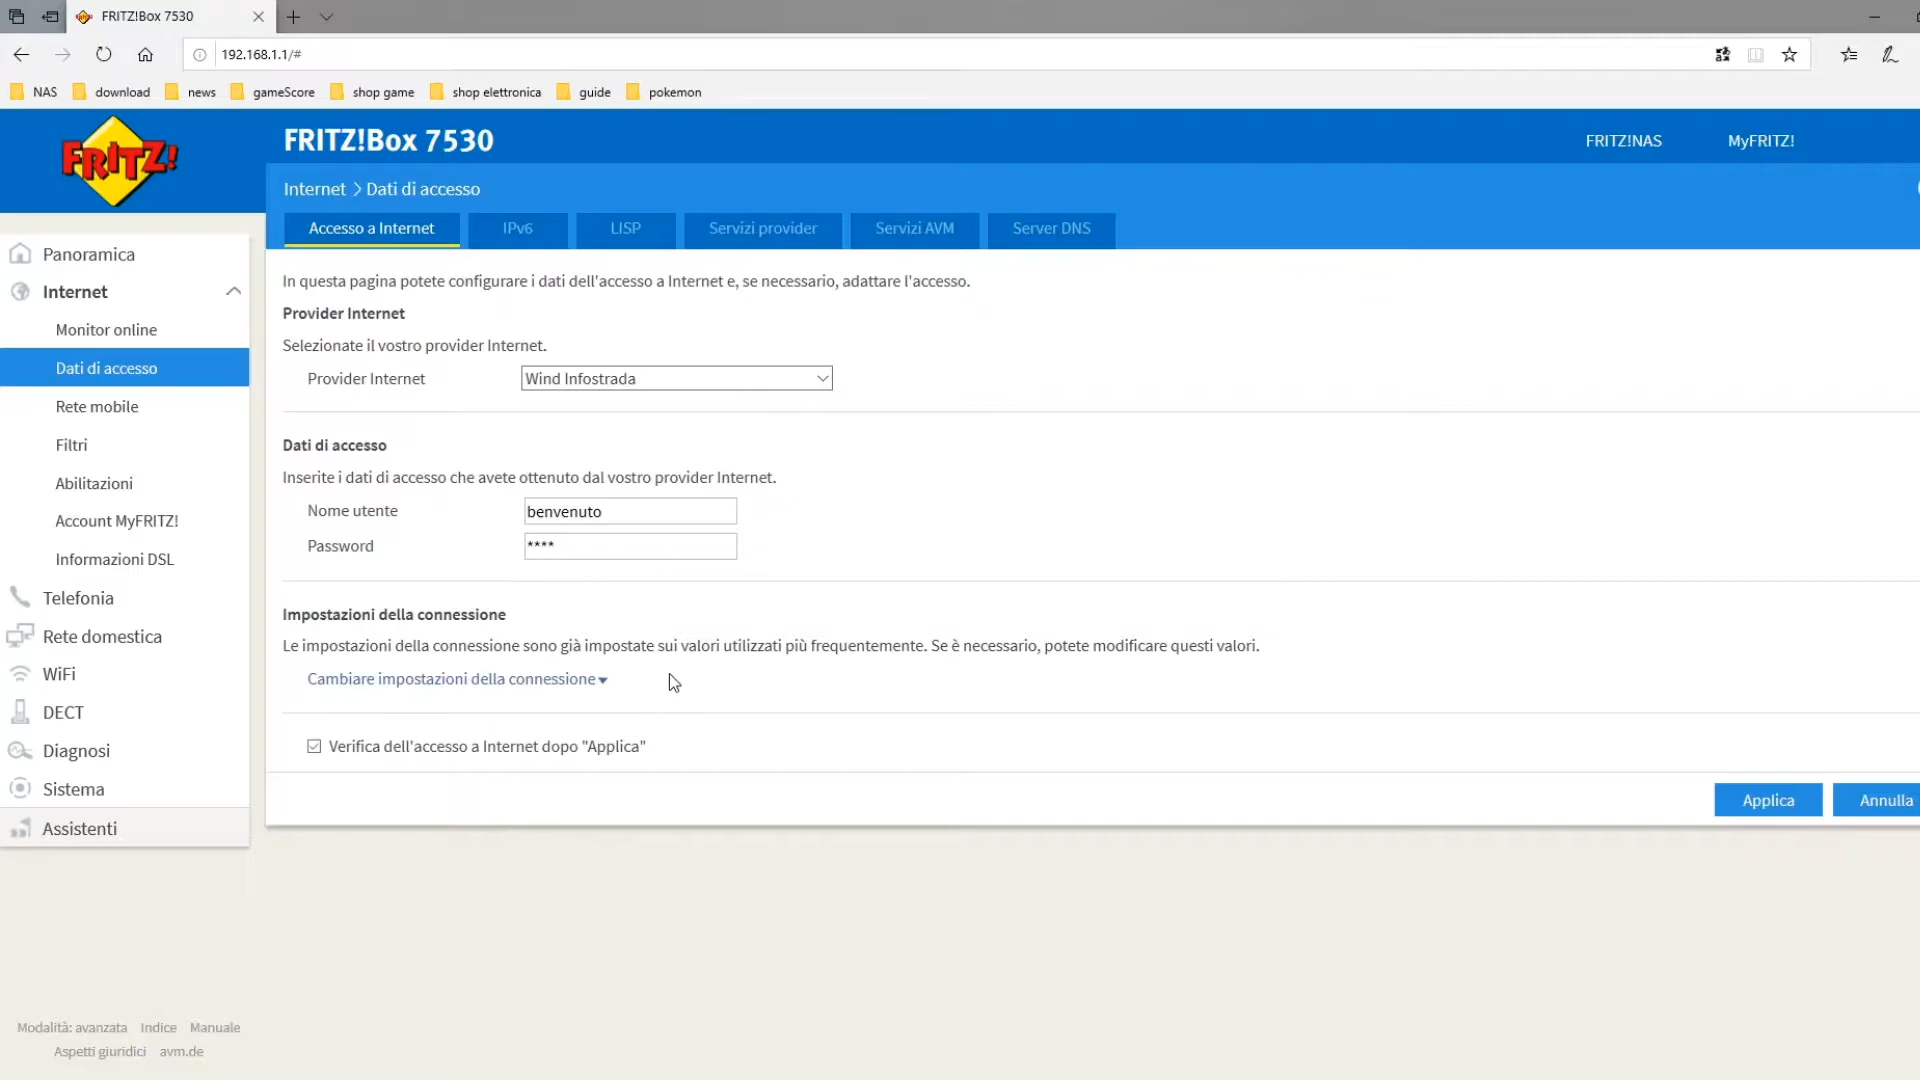 FRITZ!Box 7530
192.168.1.1/#
NAS download news gameScore shop game shop elettronica guide pokemon
FRITZ!
FRITZ!Box 7530
FRITZ!NAS MyFRITZ!
Internet > Dati di accesso
Accesso a Internet IPv6 LISP Servizi provider Servizi AVM Server DNS
Panoramica
Internet
Monitor online
Dati di accesso
Rete mobile
Filtri
Abilitazioni
Account MyFRITZ!
Informazioni DSL
Telefonia
Rete domestica
WiFi
DECT
Diagnosi
Sistema
Assistenti
In questa pagina potete configurare i dati dell'accesso a Internet e, se necessario, adattare l'accesso.
Provider Internet
Selezionate il vostro provider Internet.
Provider Internet Wind Infostrada
Dati di accesso
Inserite i dati di accesso che avete ottenuto dal vostro provider Internet.
Nome utente benvenuto
Password ****
Impostazioni della connessione
Le impostazioni della connessione sono già impostate sui valori utilizzati più frequentemente. Se è necessario, potete modificare questi valori.
Cambiare impostazioni della connessione
Verifica dell'accesso a Internet dopo "Applica"
Applica Annulla
Modalità: avanzata Indice Manuale
Aspetti giuridici avm.de